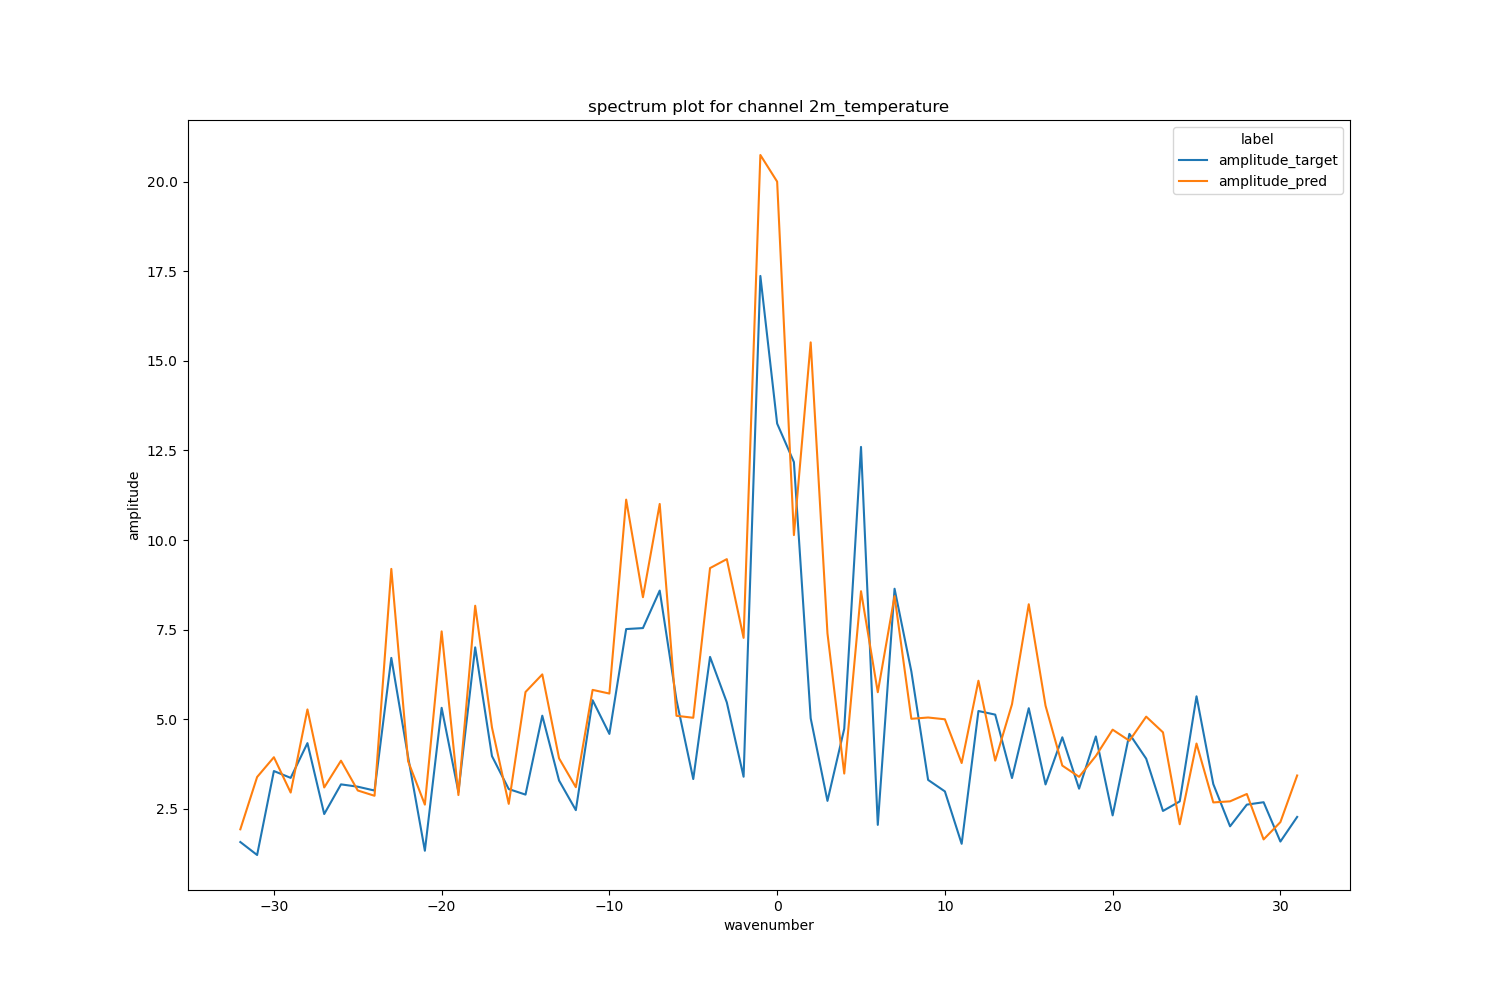 spectrum plot for channel 2m_temperature
label
amplitude_target
amplitude_pred
20.0
17.5
15.0
12.5
10.0
7.5
5.0
2.5
amplitude
−30
−20
−10
0
10
20
30
wavenumber